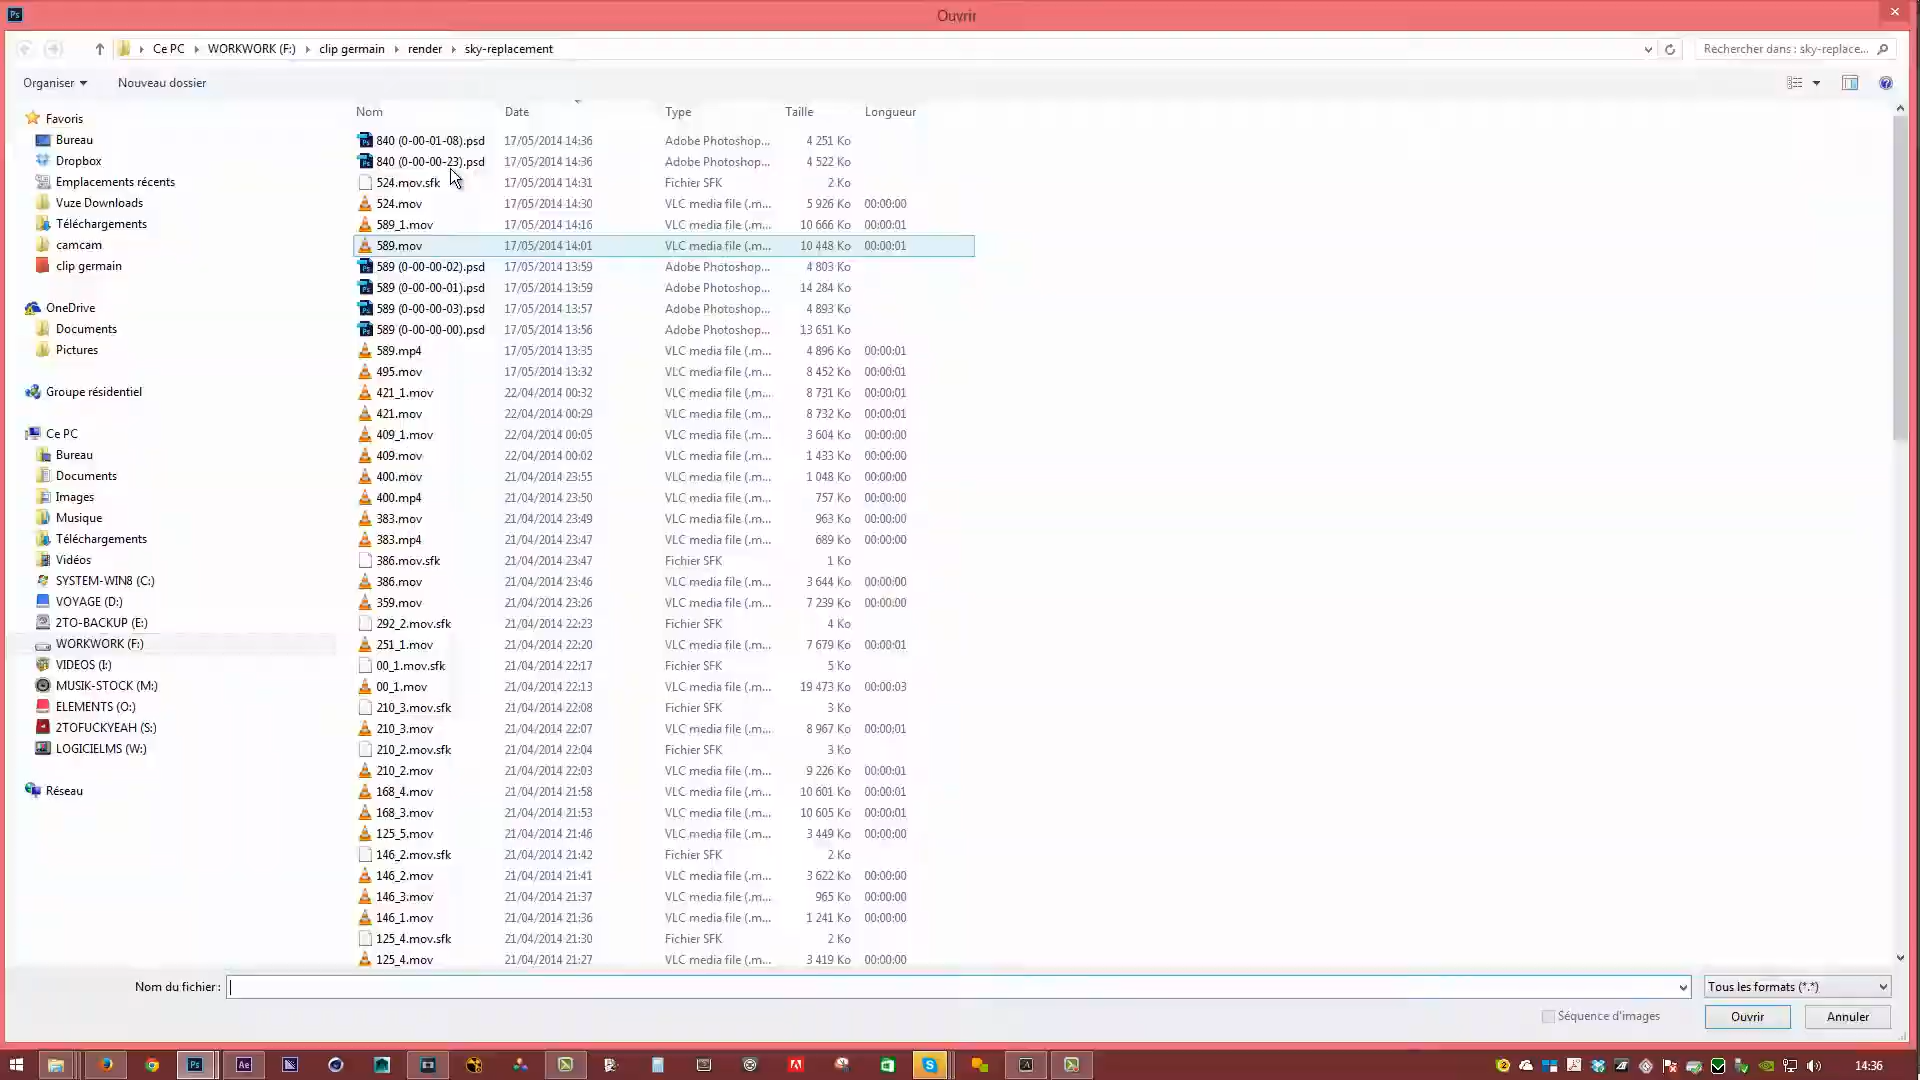 Ouvrir
Ce PC WORKWORK (F:) clip germain render sky-replacement
Rechercher dans : sky-replace...
Organiser Nouveau dossier
Favoris
Bureau
Dropbox
Emplacements récents
Vuze Downloads
Téléchargements
camcam
clip germain
OneDrive
Documents
Pictures
Groupe résidentiel
Ce PC
Bureau
Documents
Images
Musique
Téléchargements
Vidéos
SYSTEM-WIN8 (C:)
VOYAGE (D:)
2TO-BACKUP (E:)
WORKWORK (F:)
VIDEOS (I:)
MUSIK-STOCK (M:)
ELEMENTS (O:)
2TOFUCKYEAH (S:)
LOGICIELMS (W:)
Réseau
Nom Date Type Taille Longueur
840 (0-00-01-08).psd 17/05/2014 14:36 Adobe Photoshop... 4 251 Ko
840 (0-00-00-23).psd 17/05/2014 14:36 Adobe Photoshop... 4 522 Ko
524.mov.sfk 17/05/2014 14:31 Fichier SFK 2 Ko
524.mov 17/05/2014 14:30 VLC media file (.m... 5 926 Ko 00:00:00
589_1.mov 17/05/2014 14:16 VLC media file (.m... 10 666 Ko 00:00:01
589.mov 17/05/2014 14:01 VLC media file (.m... 10 448 Ko 00:00:01
589 (0-00-00-02).psd 17/05/2014 13:59 Adobe Photoshop... 4 803 Ko
589 (0-00-00-01).psd 17/05/2014 13:59 Adobe Photoshop... 14 284 Ko
589 (0-00-00-03).psd 17/05/2014 13:57 Adobe Photoshop... 4 893 Ko
589 (0-00-00-00).psd 17/05/2014 13:56 Adobe Photoshop... 13 651 Ko
589.mp4 17/05/2014 13:35 VLC media file (.m... 4 896 Ko 00:00:01
495.mov 17/05/2014 13:32 VLC media file (.m... 8 452 Ko 00:00:01
421_1.mov 22/04/2014 00:32 VLC media file (.m... 8 731 Ko 00:00:01
421.mov 22/04/2014 00:29 VLC media file (.m... 8 732 Ko 00:00:01
409_1.mov 22/04/2014 00:05 VLC media file (.m... 3 604 Ko 00:00:00
409.mov 22/04/2014 00:02 VLC media file (.m... 1 433 Ko 00:00:00
400.mov 21/04/2014 23:55 VLC media file (.m... 1 048 Ko 00:00:00
400.mp4 21/04/2014 23:50 VLC media file (.m... 757 Ko 00:00:00
383.mov 21/04/2014 23:49 VLC media file (.m... 963 Ko 00:00:00
383.mp4 21/04/2014 23:47 VLC media file (.m... 689 Ko 00:00:00
386.mov.sfk 21/04/2014 23:47 Fichier SFK 1 Ko
386.mov 21/04/2014 23:46 VLC media file (.m... 3 644 Ko 00:00:00
359.mov 21/04/2014 23:26 VLC media file (.m... 7 239 Ko 00:00:00
292_2.mov.sfk 21/04/2014 22:23 Fichier SFK 4 Ko
251_1.mov 21/04/2014 22:20 VLC media file (.m... 7 679 Ko 00:00:01
00_1.mov.sfk 21/04/2014 22:17 Fichier SFK 5 Ko
00_1.mov 21/04/2014 22:13 VLC media file (.m... 19 473 Ko 00:00:03
210_3.mov.sfk 21/04/2014 22:08 Fichier SFK 3 Ko
210_3.mov 21/04/2014 22:07 VLC media file (.m... 8 967 Ko 00:00:01
210_2.mov.sfk 21/04/2014 22:04 Fichier SFK 3 Ko
210_2.mov 21/04/2014 22:03 VLC media file (.m... 9 226 Ko 00:00:01
168_4.mov 21/04/2014 21:58 VLC media file (.m... 10 601 Ko 00:00:01
168_3.mov 21/04/2014 21:53 VLC media file (.m... 10 605 Ko 00:00:01
125_5.mov 21/04/2014 21:46 VLC media file (.m... 3 449 Ko 00:00:00
146_2.mov.sfk 21/04/2014 21:42 Fichier SFK 2 Ko
146_2.mov 21/04/2014 21:41 VLC media file (.m... 3 622 Ko 00:00:00
146_3.mov 21/04/2014 21:37 VLC media file (.m... 965 Ko 00:00:00
146_1.mov 21/04/2014 21:36 VLC media file (.m... 1 241 Ko 00:00:00
125_4.mov.sfk 21/04/2014 21:30 Fichier SFK 2 Ko
125_4.mov 21/04/2014 21:27 VLC media file (.m... 3 419 Ko 00:00:00
Nom du fichier : Tous les formats (*.*)
Séquence d'images Ouvrir Annuler
14:36